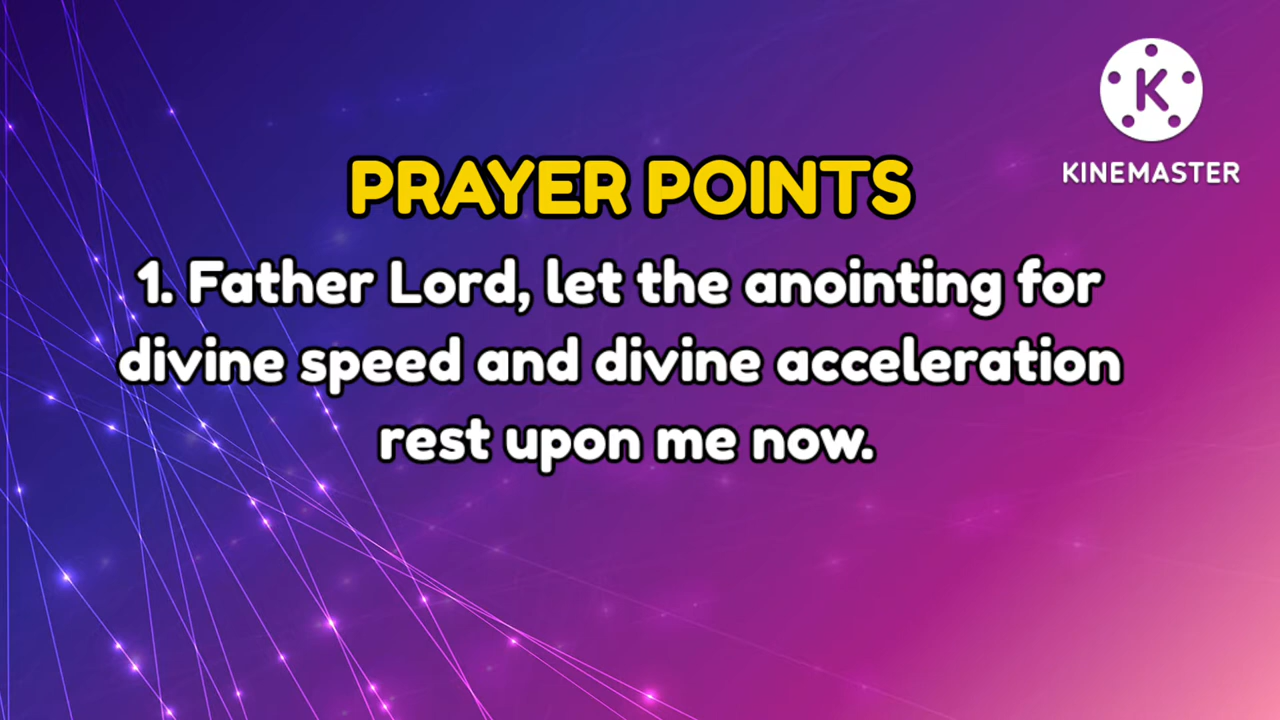 K
KINEMASTER
PRAYER POINTS
1. Father Lord, let the anointing for
divine speed and divine acceleration
rest upon me now.